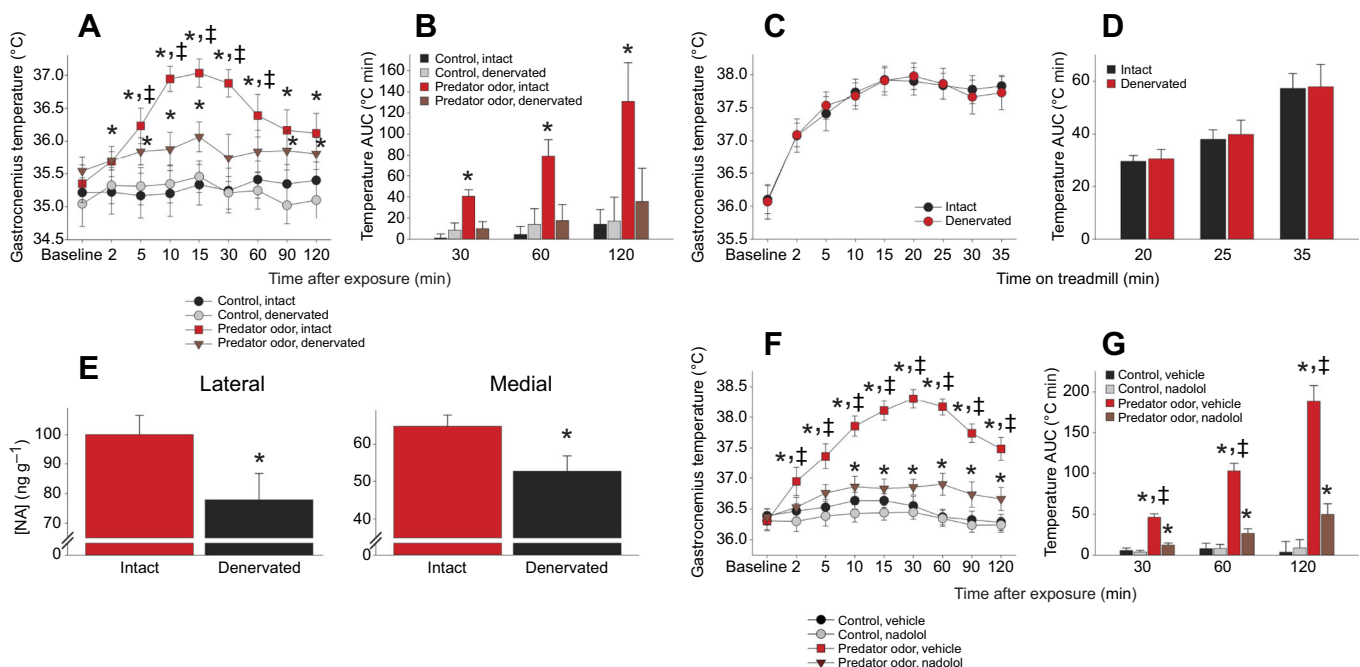 A
Gastrocnemius temperature (°C)
37.0
36.5
36.0
35.5
35.0
34.5
*,‡ *,‡ *,‡ *,‡ *,‡ * *
* * * * * *
Baseline 2 5 10 15 30 60 90 120
B
Temperature AUC (°C min)
160
140
120
100
80
60
40
20
0
Control, intact
Control, denervated
Predator odor, intact
Predator odor, denervated
* * *
30 60 120
Time after exposure (min)
Control, intact
Control, denervated
Predator odor, intact
Predator odor, denervated
C
Gastrocnemius temperature (°C)
38.0
37.5
37.0
36.5
36.0
35.5
Intact
Denervated
Baseline 2 5 10 15 20 25 30 35
D
Temperature AUC (°C min)
60
40
20
0
Intact
Denervated
20 25 35
Time on treadmill (min)
E
Lateral
[NA] (ng g–1)
100
90
80
70
0
*
Intact Denervated
Medial
60
50
40
0
*
Intact Denervated
F
Gastrocnemius temperature (°C)
38.5
38.0
37.5
37.0
36.5
36.0
*,‡ *,‡ *,‡ *,‡ *,‡ *,‡ *,‡ *,‡
* * * * * *
Baseline 2 5 10 15 30 60 90 120
G
Temperature AUC (°C min)
200
150
100
50
0
Control, vehicle
Control, nadolol
Predator odor, vehicle
Predator odor, nadolol
*,‡ * *,‡ * *,‡ *
30 60 120
Time after exposure (min)
Control, vehicle
Control, nadolol
Predator odor, vehicle
Predator odor, nadolol